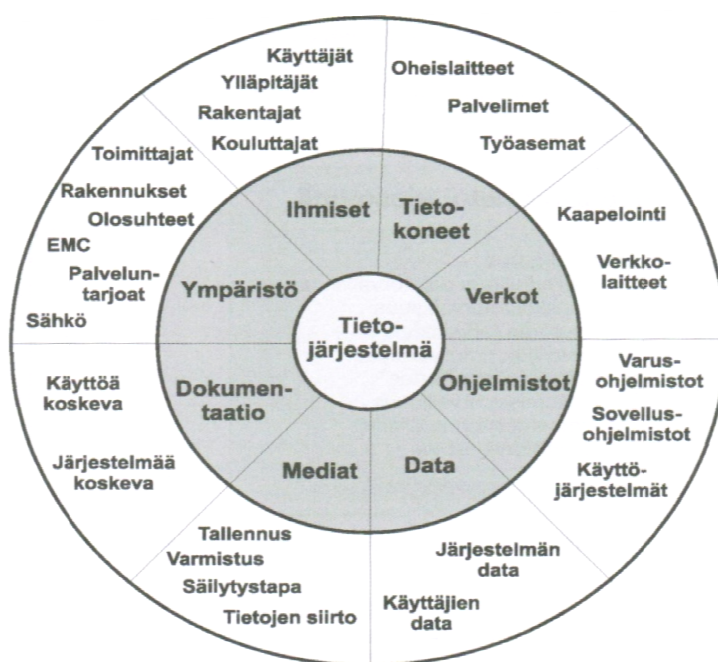 Käyttäjät
Ylläpitäjät
Rakentajat
Kouluttajat
Oheislaitteet
Palvelimet
Työasemat
Toimittajat
Rakennukset
Olosuhteet
EMC
Palvelun-
tarjoat
Sähkö
Kaapelointi
Verkko-
laitteet
Ihmiset
Tieto-
koneet
Ympäristö
Verkot
Tieto-
järjestelmä
Dokumen-
taatio
Ohjelmistot
Mediat
Data
Käyttöä
koskeva
Järjestelmää
koskeva
Varus-
ohjelmistot
Sovellus-
ohjelmistot
Käyttö-
järjestelmät
Tallennus
Varmistus
Säilytystapa
Tietojen siirto
Järjestelmän
data
Käyttäjien
data